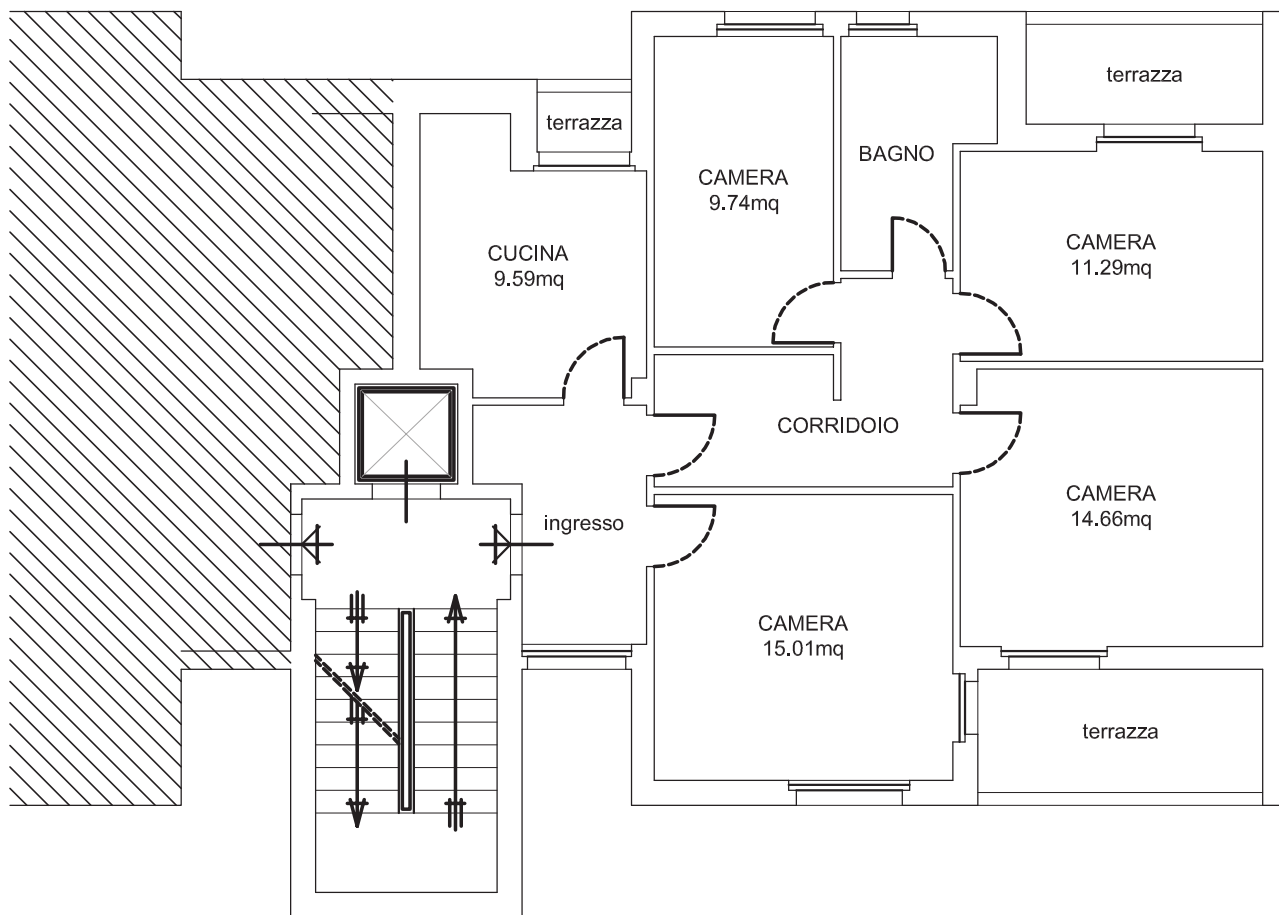 terrazza
terrazza
BAGNO
CAMERA
9.74mq
CUCINA
9.59mq
CAMERA
11.29mq
CORRIDOIO
ingresso
CAMERA
14.66mq
CAMERA
15.01mq
terrazza